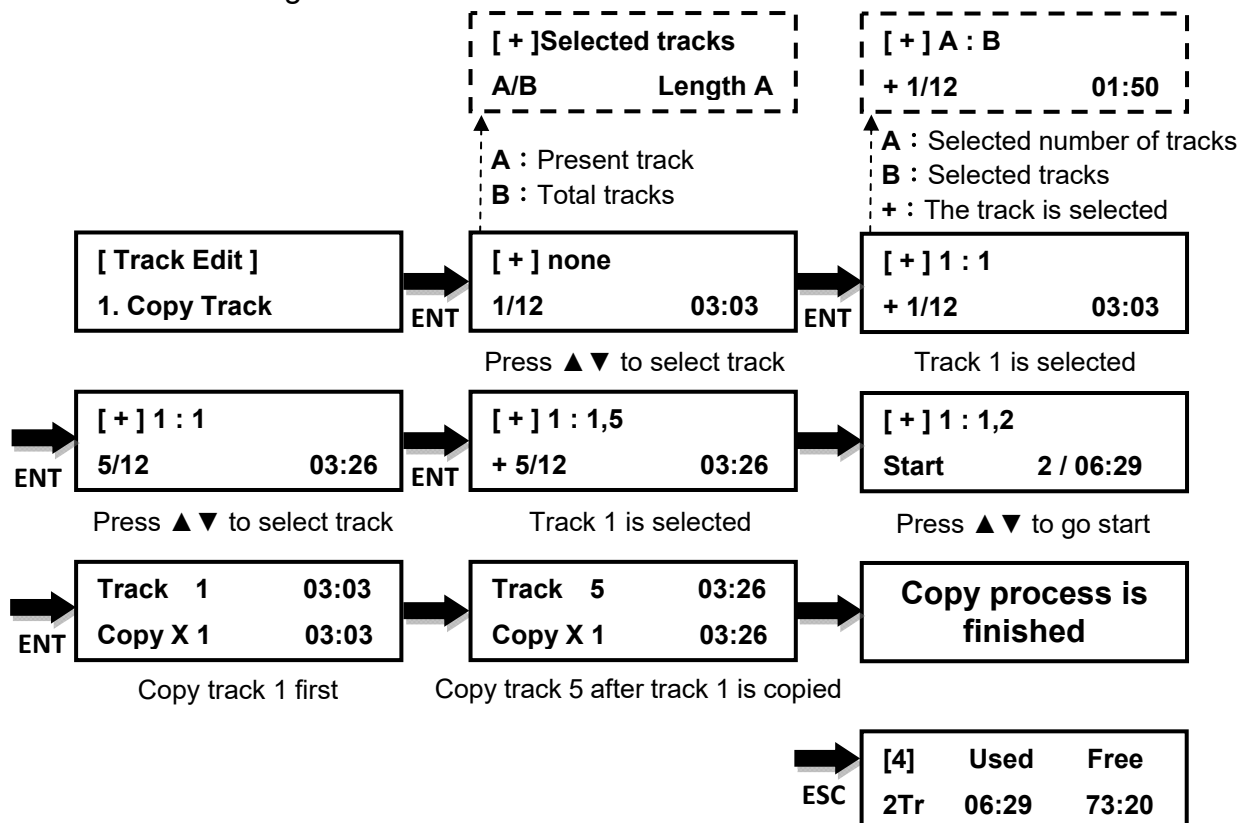 [ + ]Selected tracks
A/B Length A
[ + ] A : B
+ 1/12 01:50
A：Present track
B：Total tracks
A：Selected number of tracks
B：Selected tracks
+：The track is selected
[ Track Edit ]
1. Copy Track
ENT
[ + ] none
1/12 03:03
ENT
[ + ] 1 : 1
+ 1/12 03:03
Press ▲▼ to select track
Track 1 is selected
ENT
[ + ] 1 : 1
5/12 03:26
ENT
[ + ] 1 : 1,5
+ 5/12 03:26
[ + ] 1 : 1,2
Start 2 / 06:29
Press ▲▼ to select track
Track 1 is selected
Press ▲▼ to go start
ENT
Track 1 03:03
Copy X 1 03:03
Track 5 03:26
Copy X 1 03:26
Copy process is
finished
Copy track 1 first
Copy track 5 after track 1 is copied
ESC
[4] Used Free
2Tr 06:29 73:20